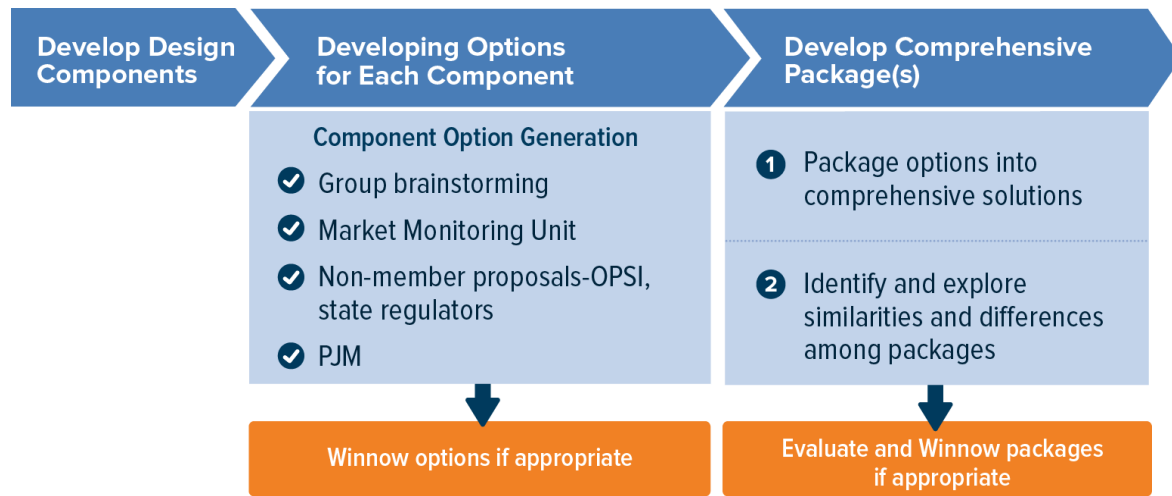 Develop Design
Components
Developing Options
for Each Component
Develop Comprehensive
Package(s)
Component Option Generation
Group brainstorming
Market Monitoring Unit
Non-member proposals-OPSI,
state regulators
PJM
Winnow options if appropriate
1 Package options into
comprehensive solutions
2 Identify and explore
similarities and differences
among packages
Evaluate and Winnow packages
if appropriate